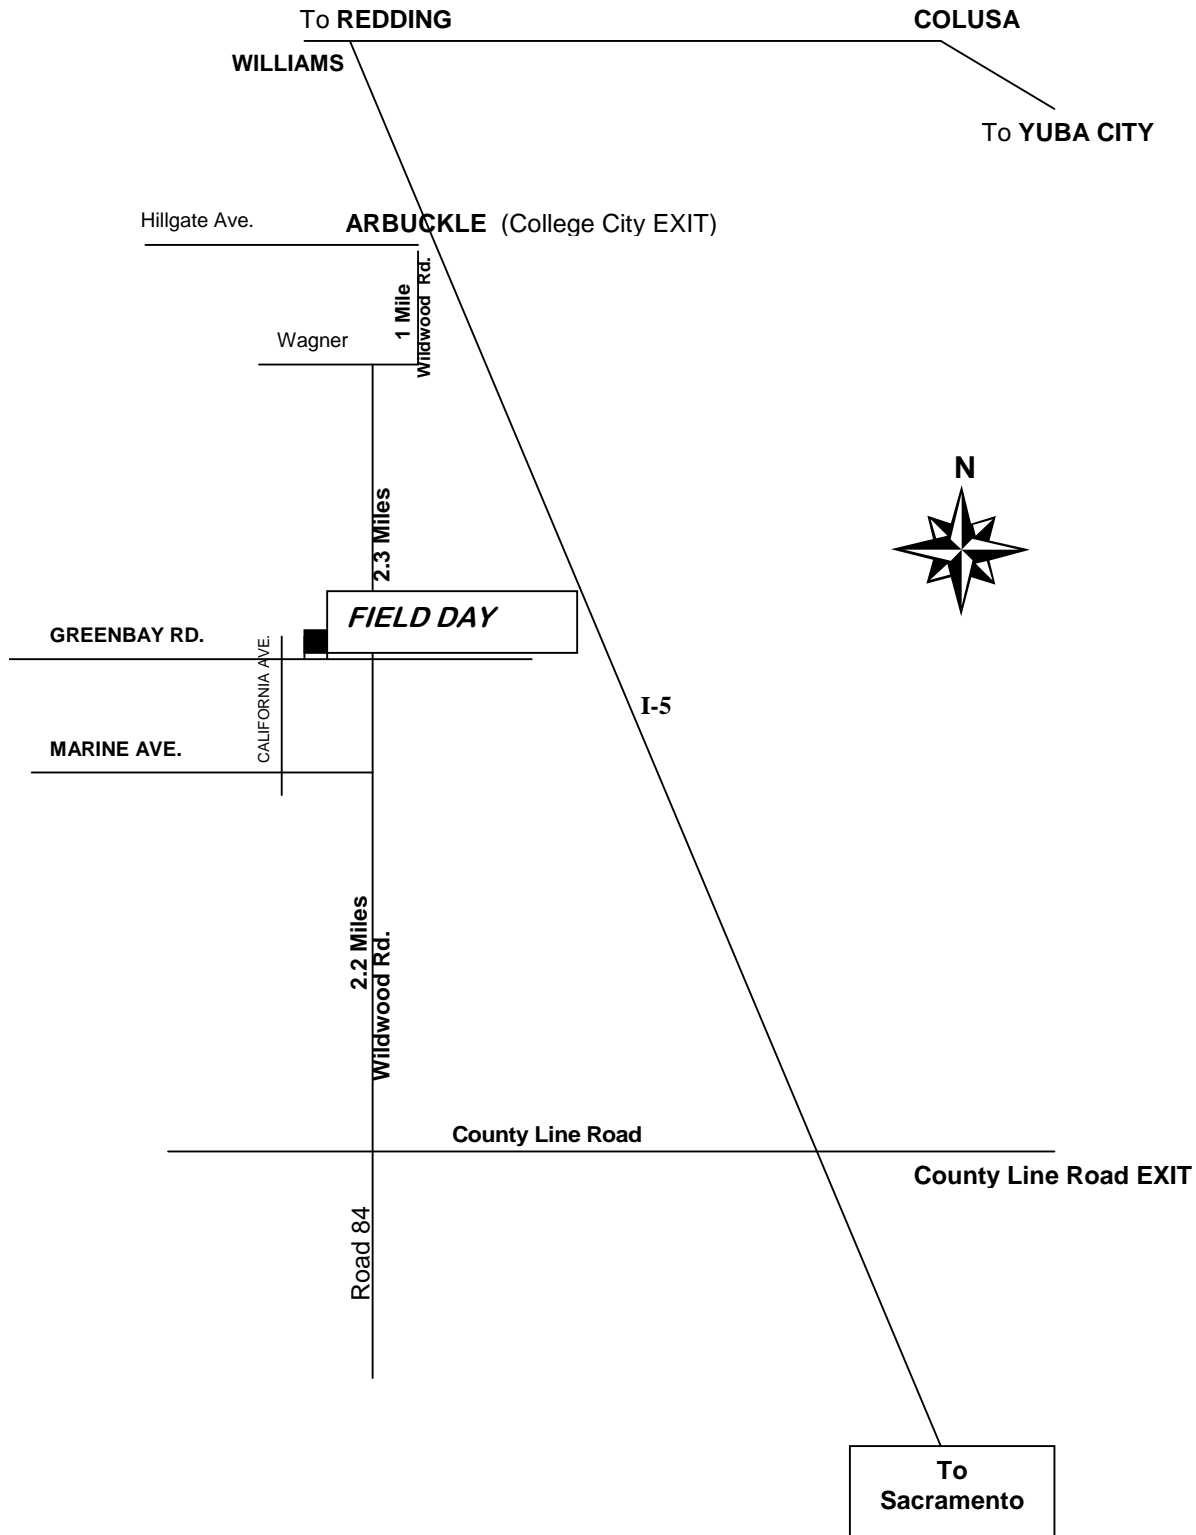 To REDDING
COLUSA
WILLIAMS
To YUBA CITY
Hillgate Ave.
ARBUCKLE (College City EXIT)
1 Mile
Wildwood Rd.
Wagner
N
2.3 Miles
FIELD DAY
GREENBAY RD.
CALIFORNIA AVE.
I-5
MARINE AVE.
2.2 Miles
Wildwood Rd.
County Line Road
County Line Road EXIT
Road 84
To
Sacramento